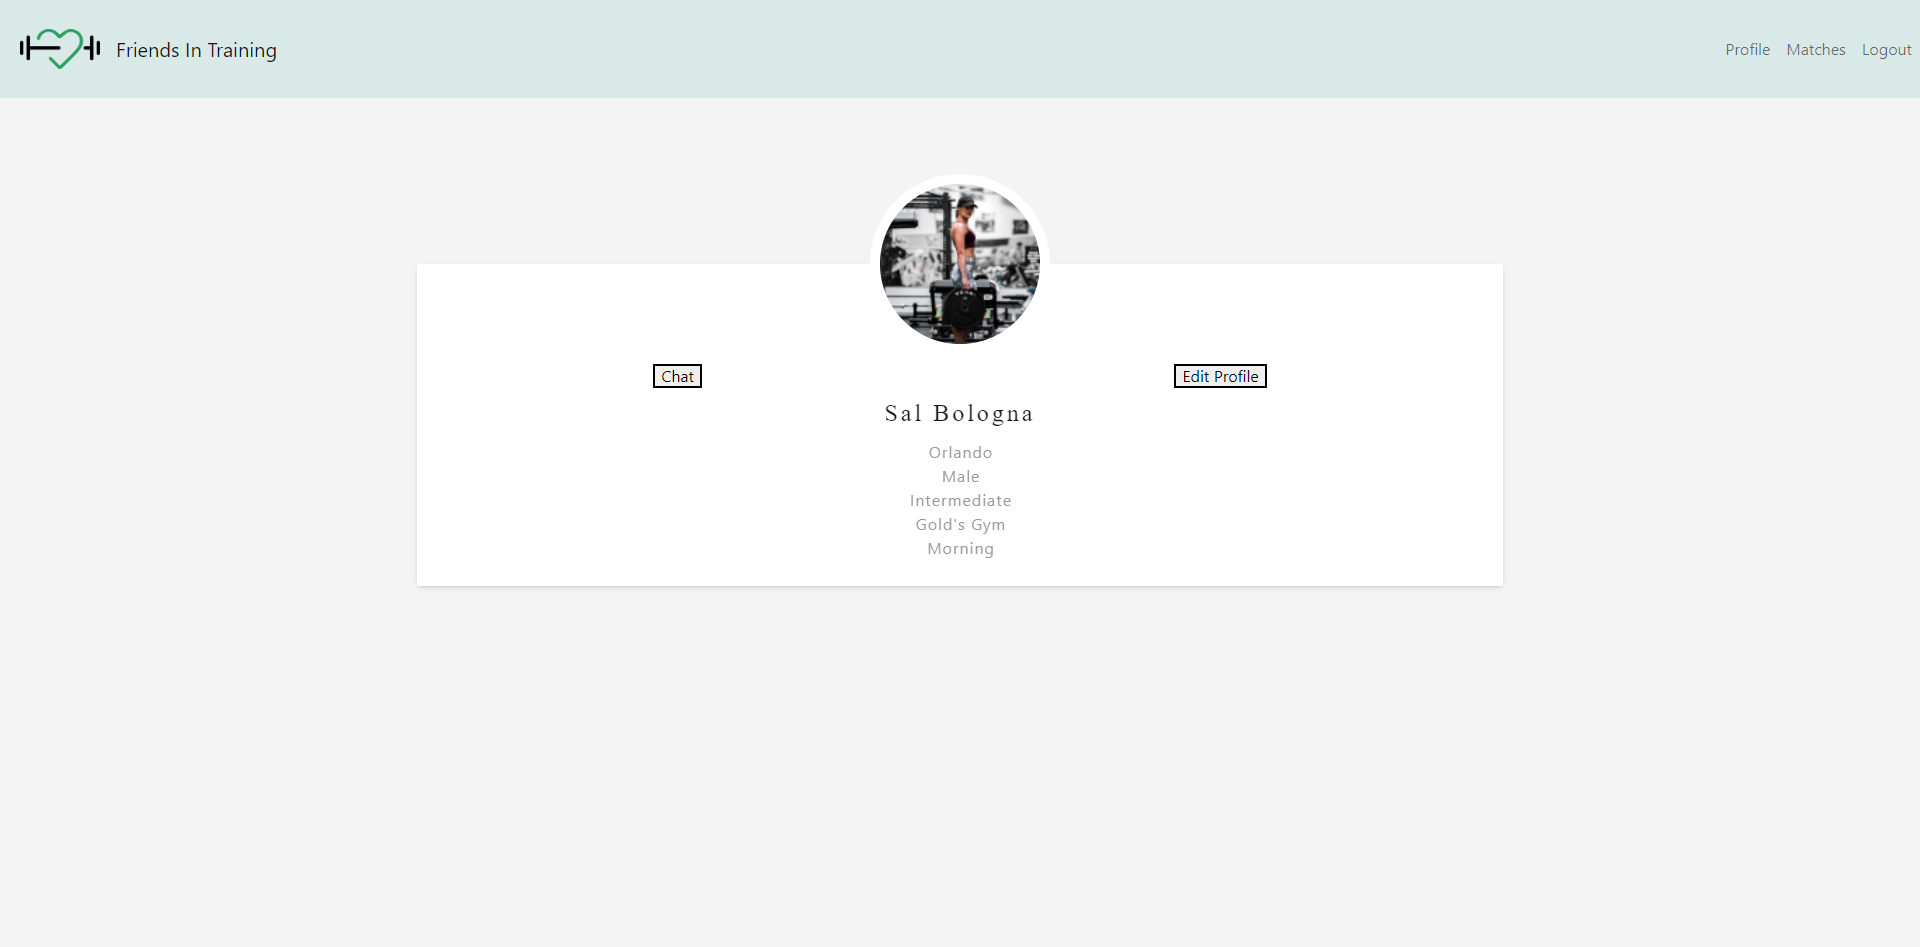 Friends In Training
Profile Matches Logout
Chat
Edit Profile
Sal Bologna
Orlando
Male
Intermediate
Gold's Gym
Morning